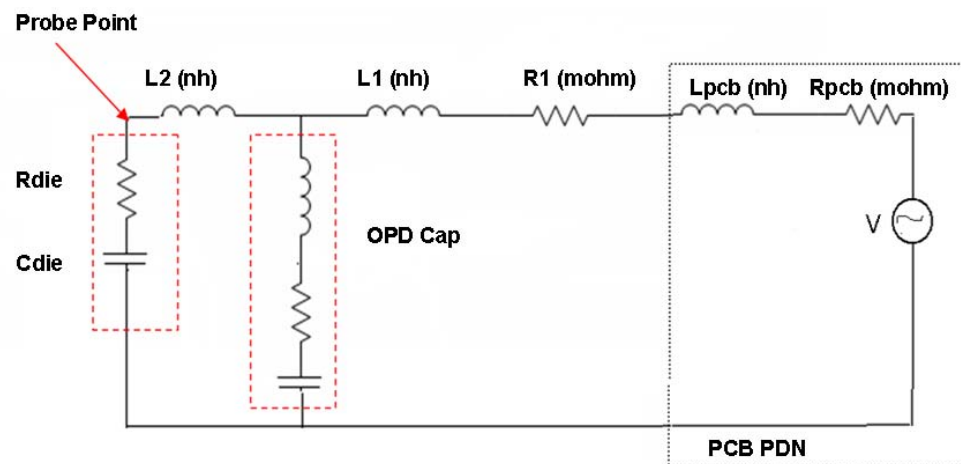 Probe Point
L2 (nh)
L1 (nh)
R1 (mohm)
Lpcb (nh)
Rpcb (mohm)
Rdie
Cdie
OPD Cap
V
PCB PDN